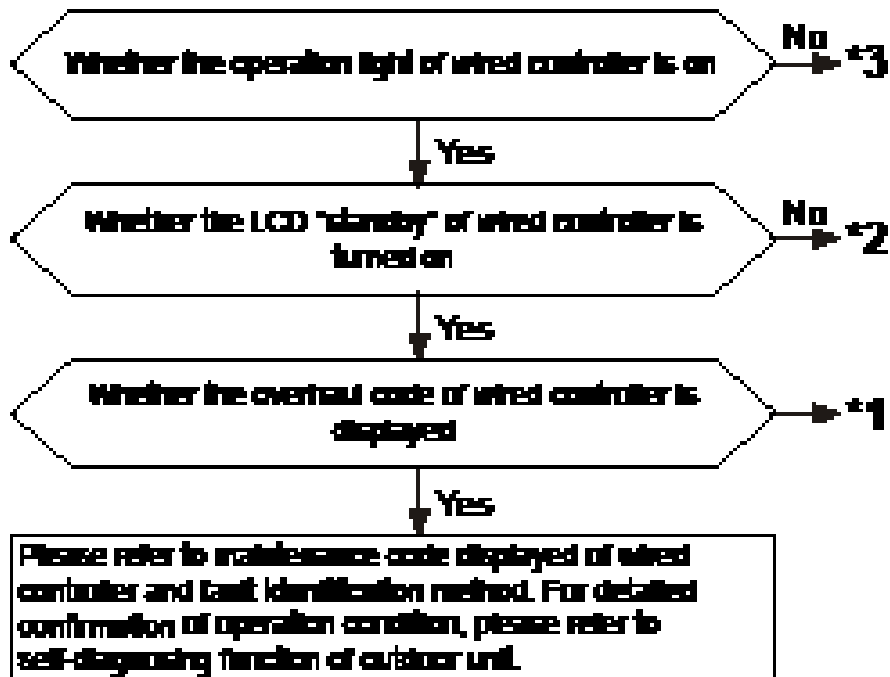 Whether the operation light of wired controller is on
No
*3
Yes
Whether the LCD "standby" of wired controller is
turned on
No
*2
Yes
Whether the overhaul code of wired controller is
displayed
*1
Yes
Please refer to maintenance code displayed of wired
controller and fault identification method. For detailed
confirmation of operation condition, please refer to
self-diagnosing function of outdoor unit.